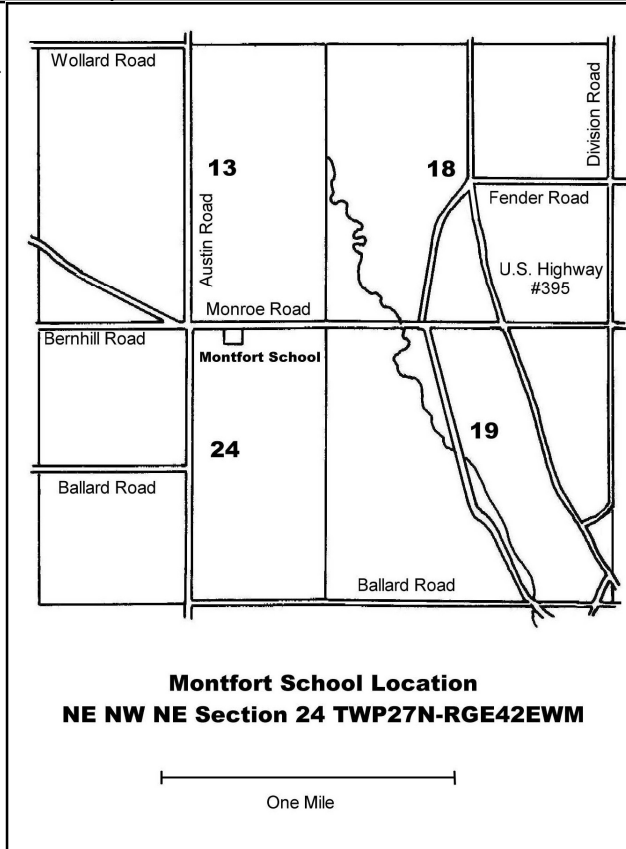 Wollard Road
Division Road
13
18
Austin Road
Fender Road
U.S. Highway
#395
Monroe Road
Bernhill Road
Montfort School
24
19
Ballard Road
Ballard Road
Montfort School Location
NE NW NE Section 24 TWP27N-RGE42EWM
One Mile